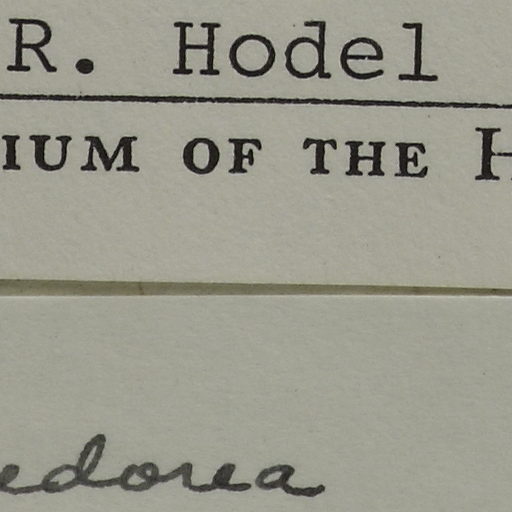 R. Hodel
IUM OF THE H
edorea